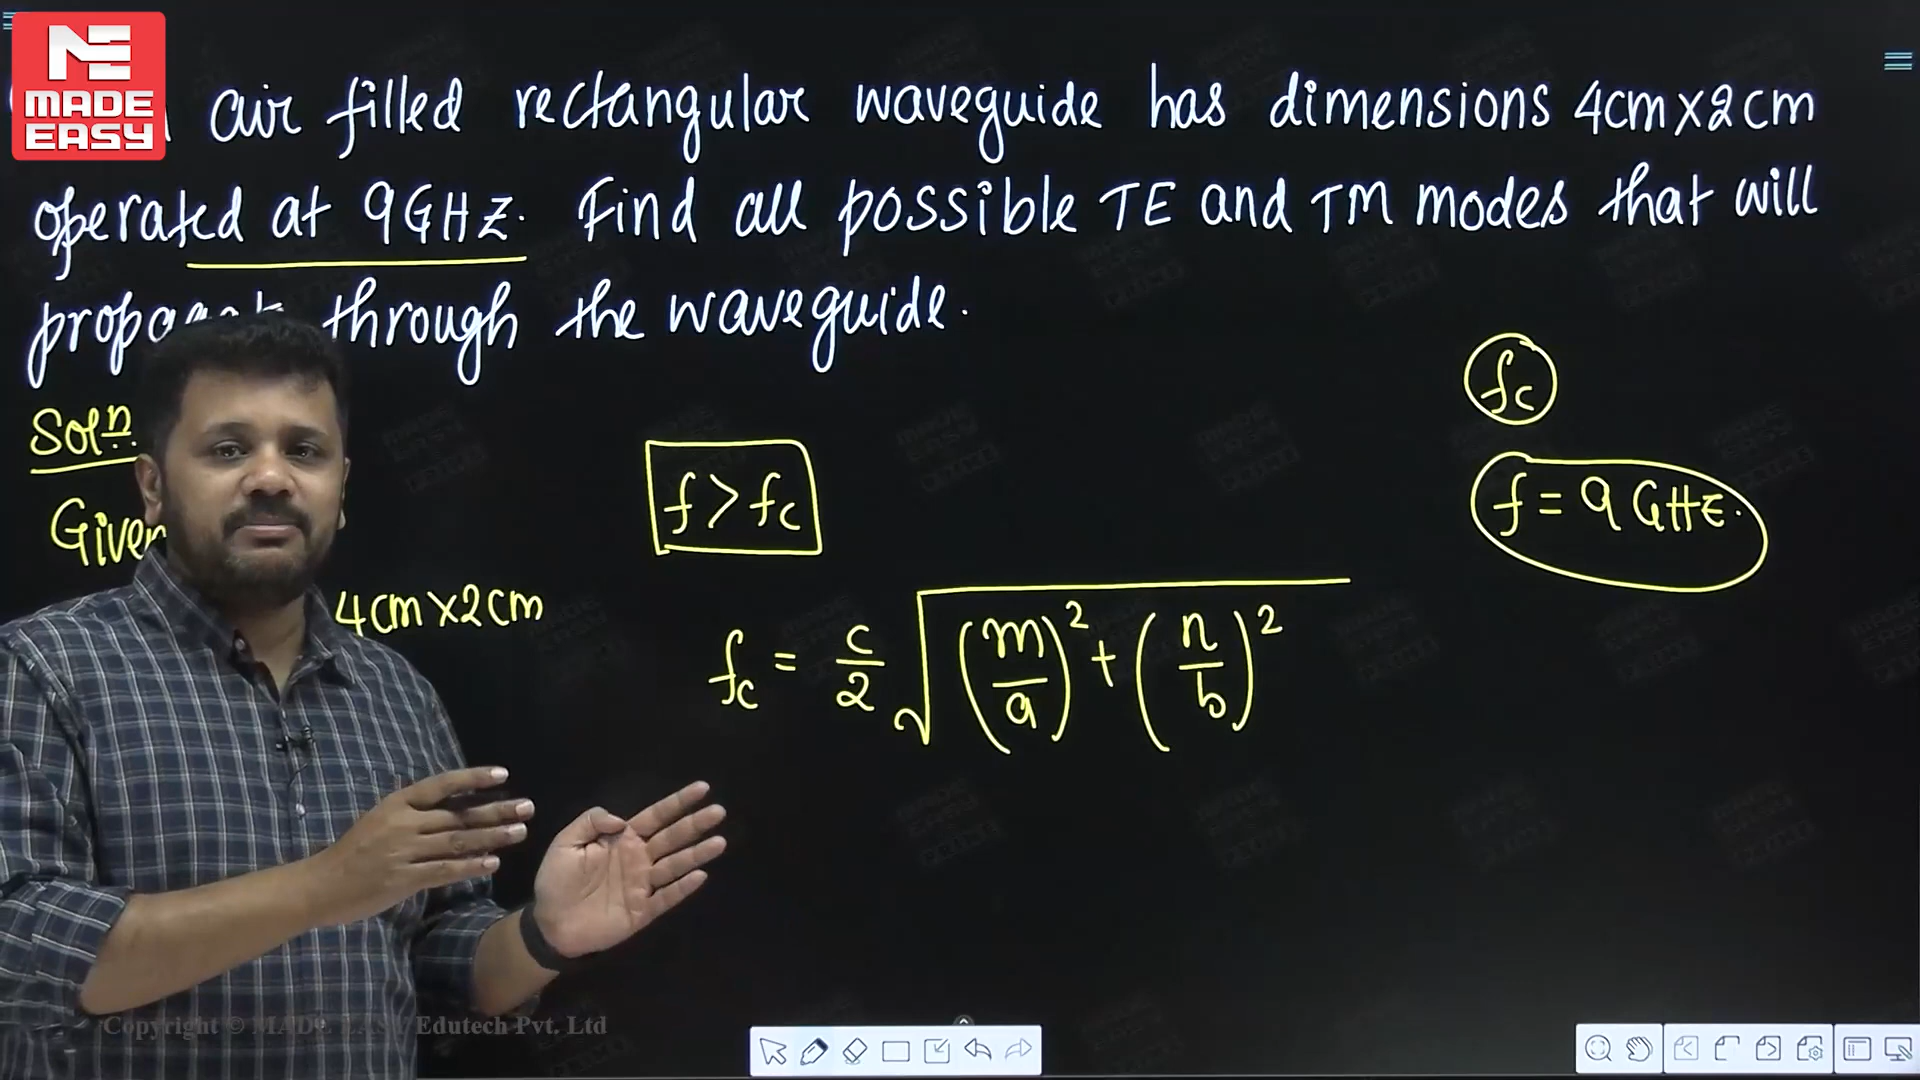 MADE
EASY
air filled rectangular waveguide has dimensions 4cm×2cm
operated at 9GHz. Find all possible TE and TM modes that will
through the waveguide.
Solⁿ
Given
4cm×2cm
f > fc
fc = c/2 √((m/a)² + (n/b)²)
fc
f = 9 GHz.
Copyright © MADE EASY Edutech Pvt. Ltd